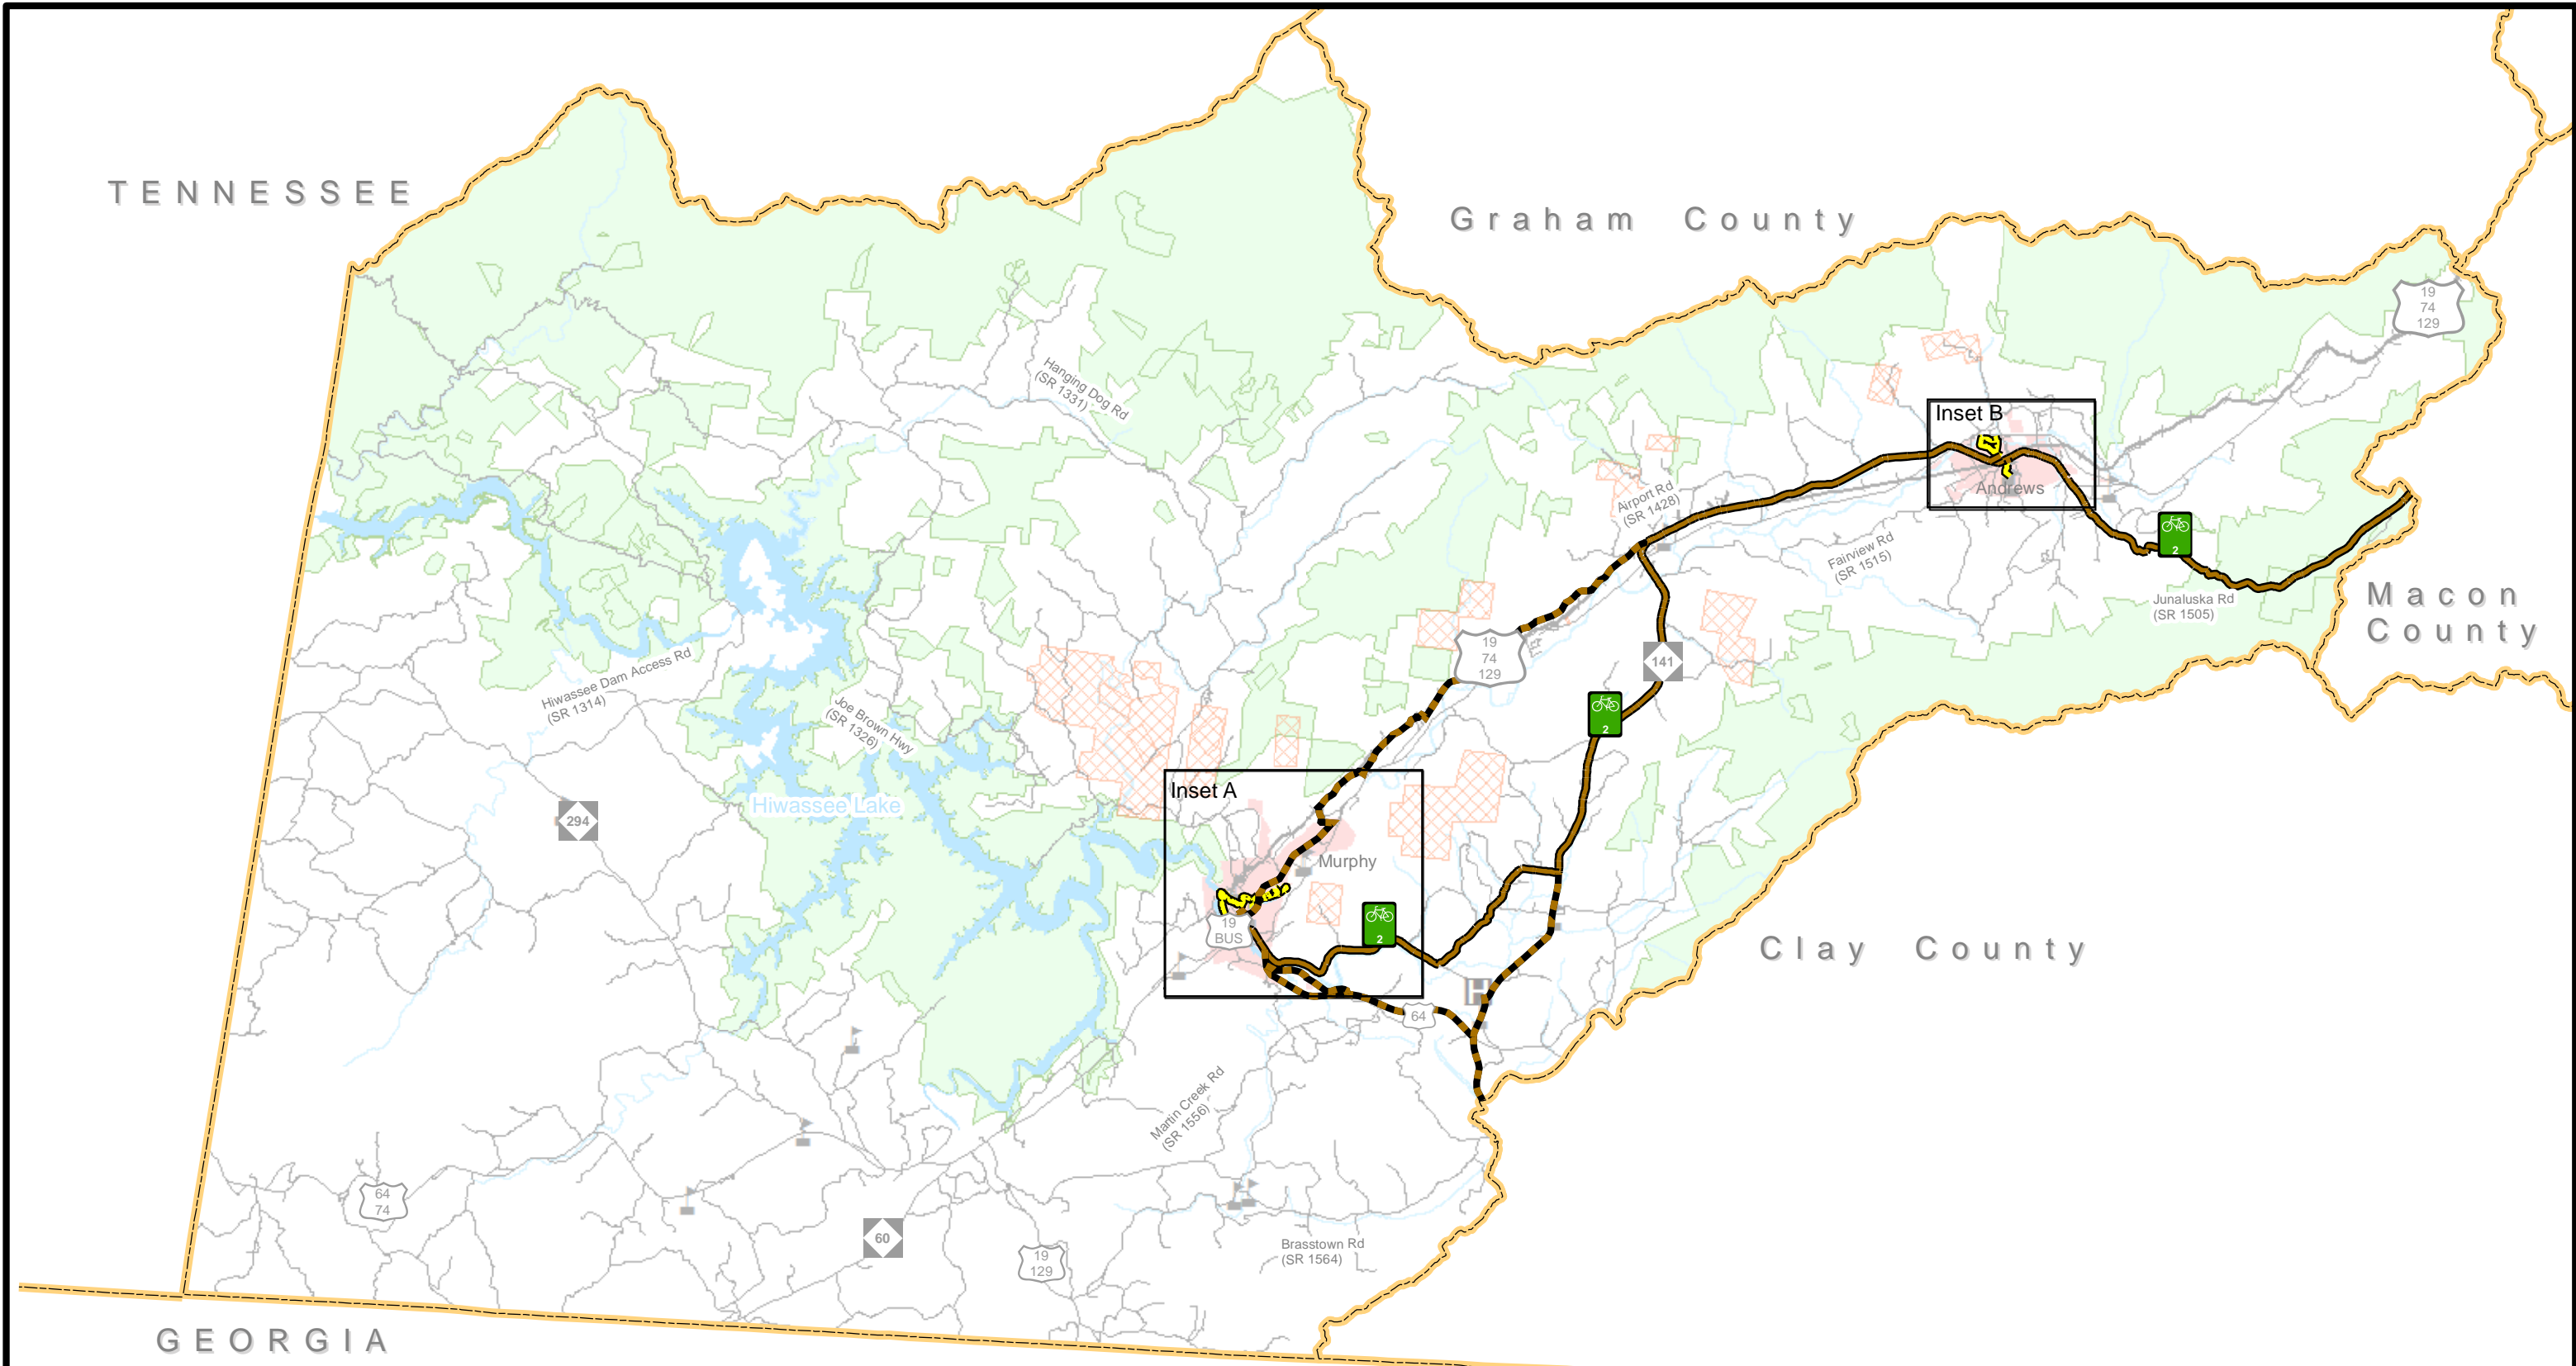 TENNESSEE
Graham County
19
74
129
Hanging Dog Rd
(SR 1331)
Inset B
Andrews
Airport Rd
(SR 1428)
2
Fairview Rd
(SR 1515)
Junaluska Rd
(SR 1505)
Macon
County
19
74
129
141
Hiwassee Dam Access Rd
(SR 1314)
Joe Brown Hwy
(SR 1326)
2
Inset A
Hiwassee Lake
294
Murphy
2
19
BUS
Clay County
H
64
Martin Creek Rd
(SR 1556)
64
74
60
19
129
Brasstown Rd
(SR 1564)
GEORGIA